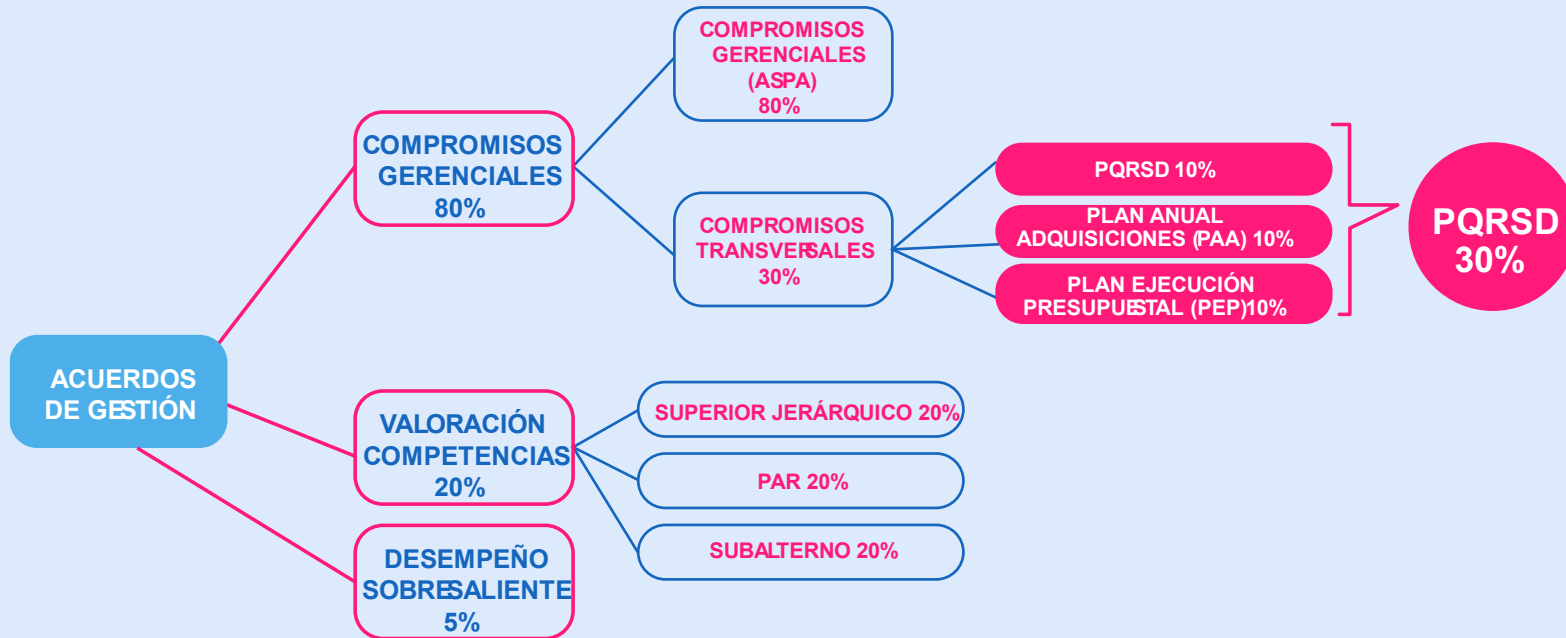 ACUERDOS
DE GESTIÓN
COMPROMISOS
GERENCIALES
80%
COMPROMISOS
GERENCIALES
(ASPA)
80%
COMPROMISOS
TRANSVERSALES
30%
PQRSD 10%
PLAN ANUAL
ADQUISICIONES (PAA) 10%
PLAN EJECUCIÓN
PRESUPUESTAL (PEP)10%
PQRSD
30%
VALORACIÓN
COMPETENCIAS
20%
SUPERIOR JERÁRQUICO 20%
PAR 20%
SUBALTERNO 20%
DESEMPEÑO
SOBRESALIENTE
5%